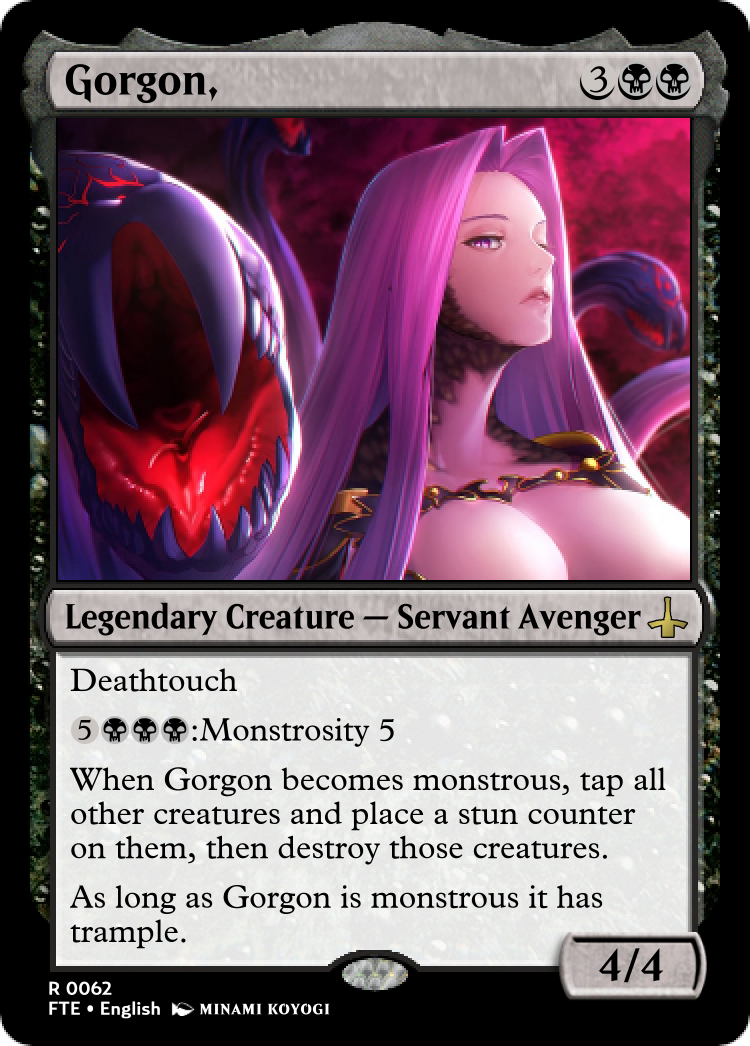 Gorgon,
3
Legendary Creature — Servant Avenger
Deathtouch
5 :Monstrosity 5
When Gorgon becomes monstrous, tap all
other creatures and place a stun counter
on them, then destroy those creatures.
As long as Gorgon is monstrous it has
trample.
4/4
R 0062
FTE • English MINAMI KOYOGI